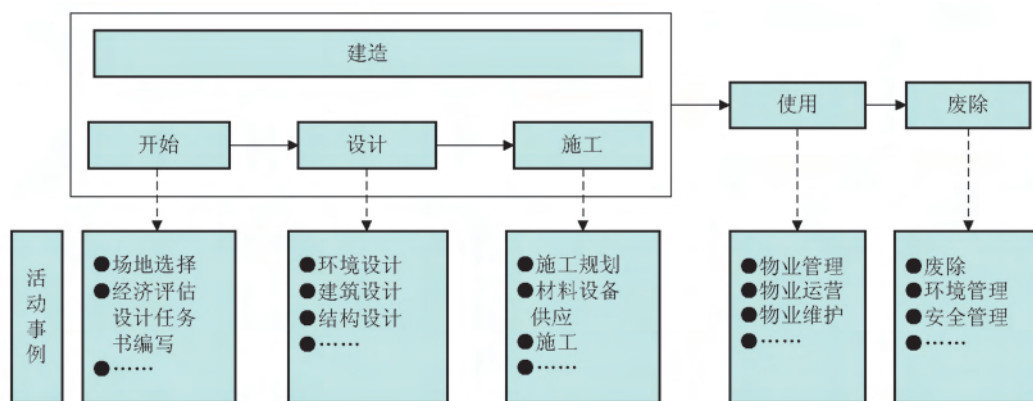 建造
使用
废除
开始
设计
施工
活动事例
●场地选择
●经济评估
设计任务
书编写
●……
●环境设计
●建筑设计
●结构设计
●……
●施工规划
●材料设备
供应
●施工
●……
●物业管理
●物业运营
●物业维护
●……
●废除
●环境管理
●安全管理
●……